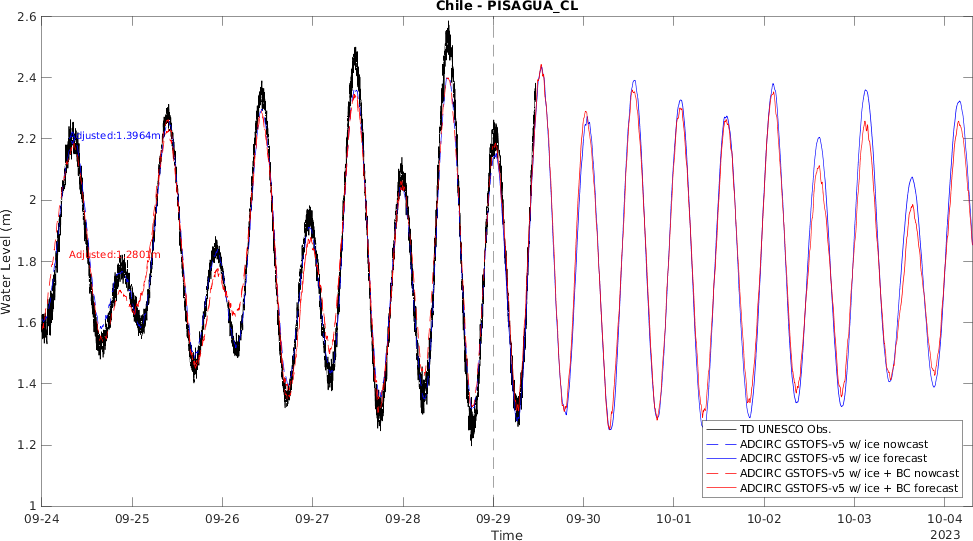 Chile - PISAGUA_CL
2.6
2.4
2.2
2
1.8
1.6
1.4
1.2
1
Water Level (m)
Adjusted:1.3964m
Adjusted:1.2801m
TD UNESCO Obs.
ADCIRC GSTOFS-v5 w/ ice nowcast
ADCIRC GSTOFS-v5 w/ ice forecast
ADCIRC GSTOFS-v5 w/ ice + BC nowcast
ADCIRC GSTOFS-v5 w/ ice + BC forecast
09-24 09-25 09-26 09-27 09-28 09-29 09-30 10-01 10-02 10-03 10-04
Time 2023